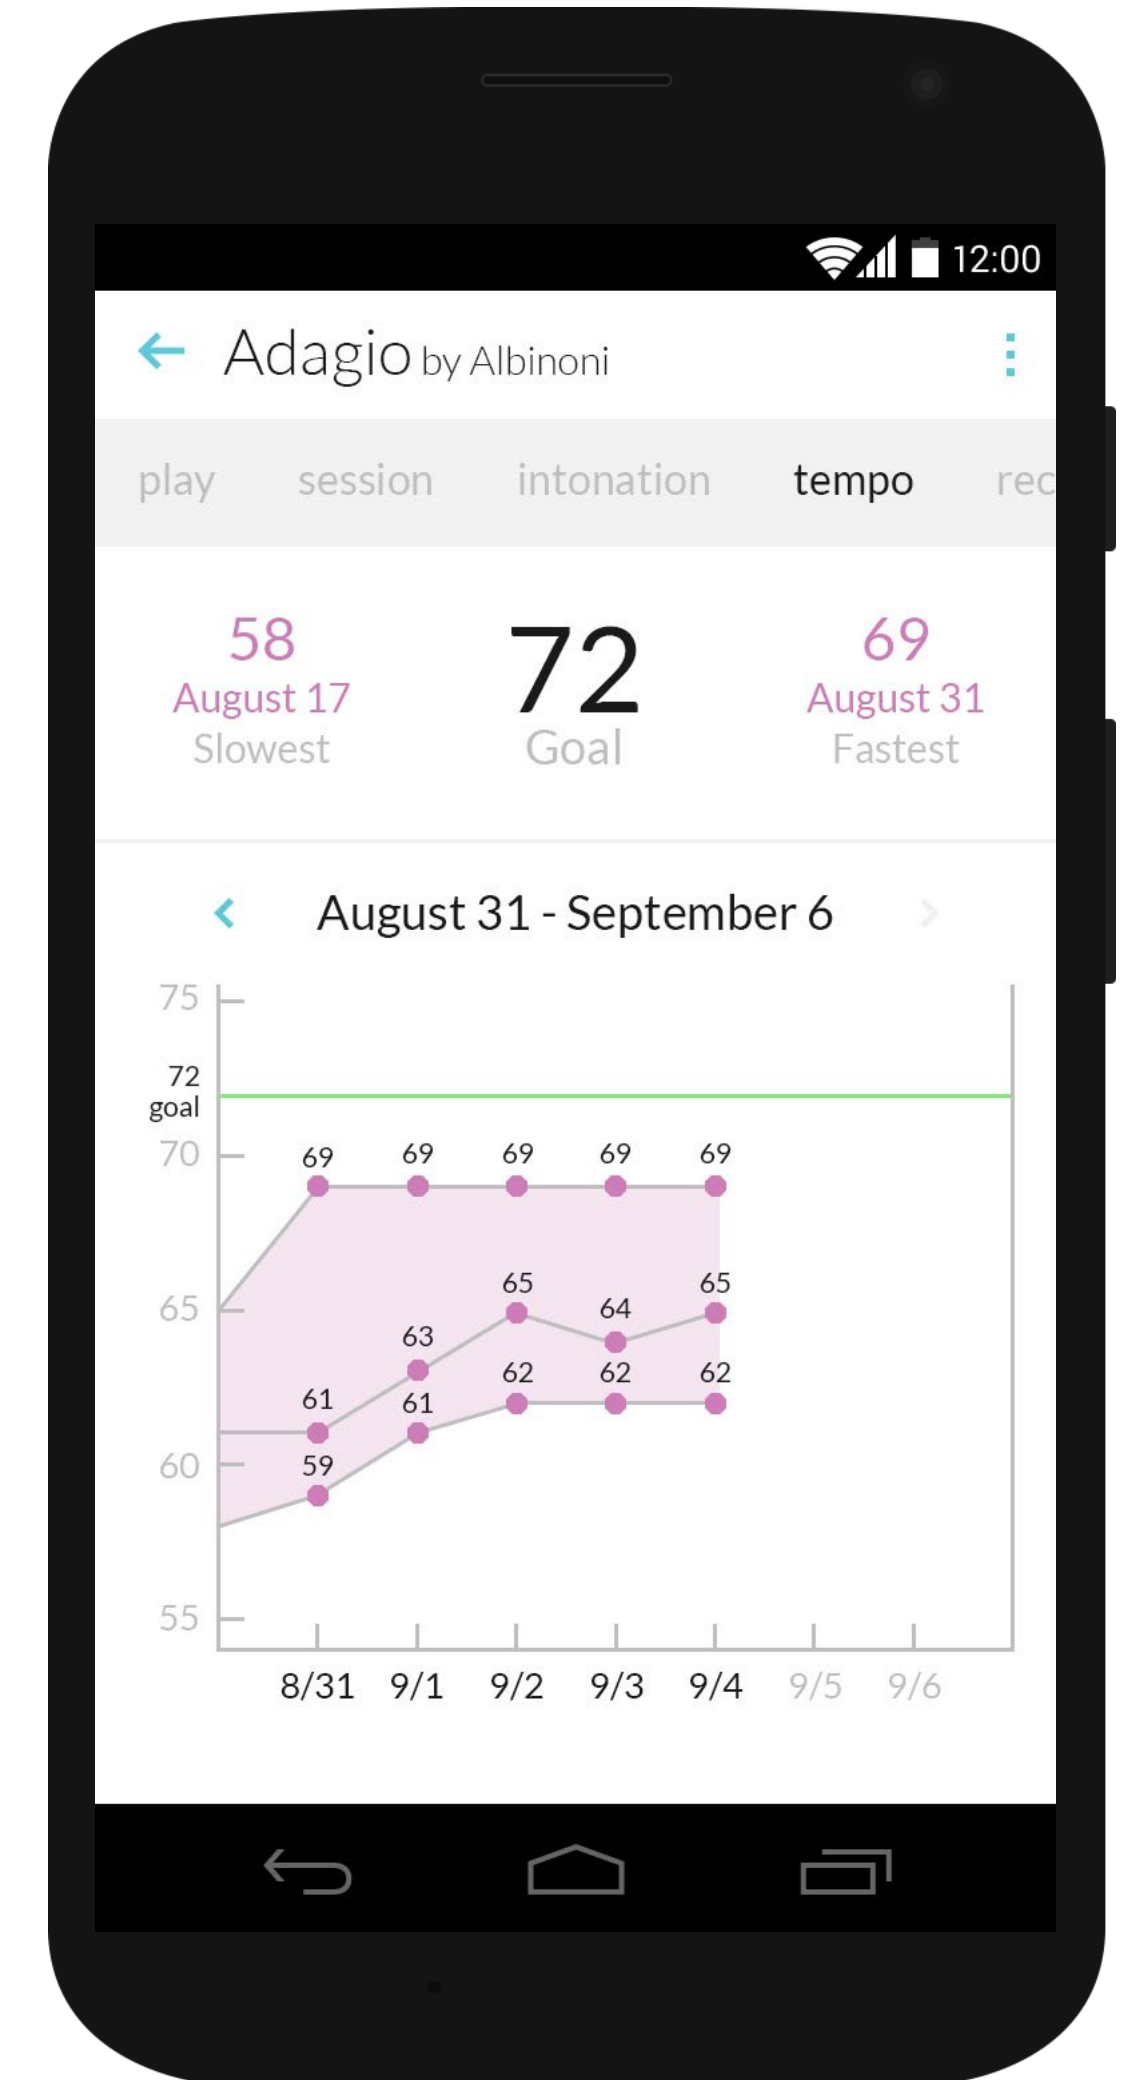 12:00
Adagio by Albinoni
play session intonation tempo rec
58 72 69
August 17 August 31
Slowest Goal Fastest
August 31 - September 6
75
72
goal
70
69 69 69 69 69
65
65 64 65
63
62 62 62
61 61
60
59
55
8/31 9/1 9/2 9/3 9/4 9/5 9/6